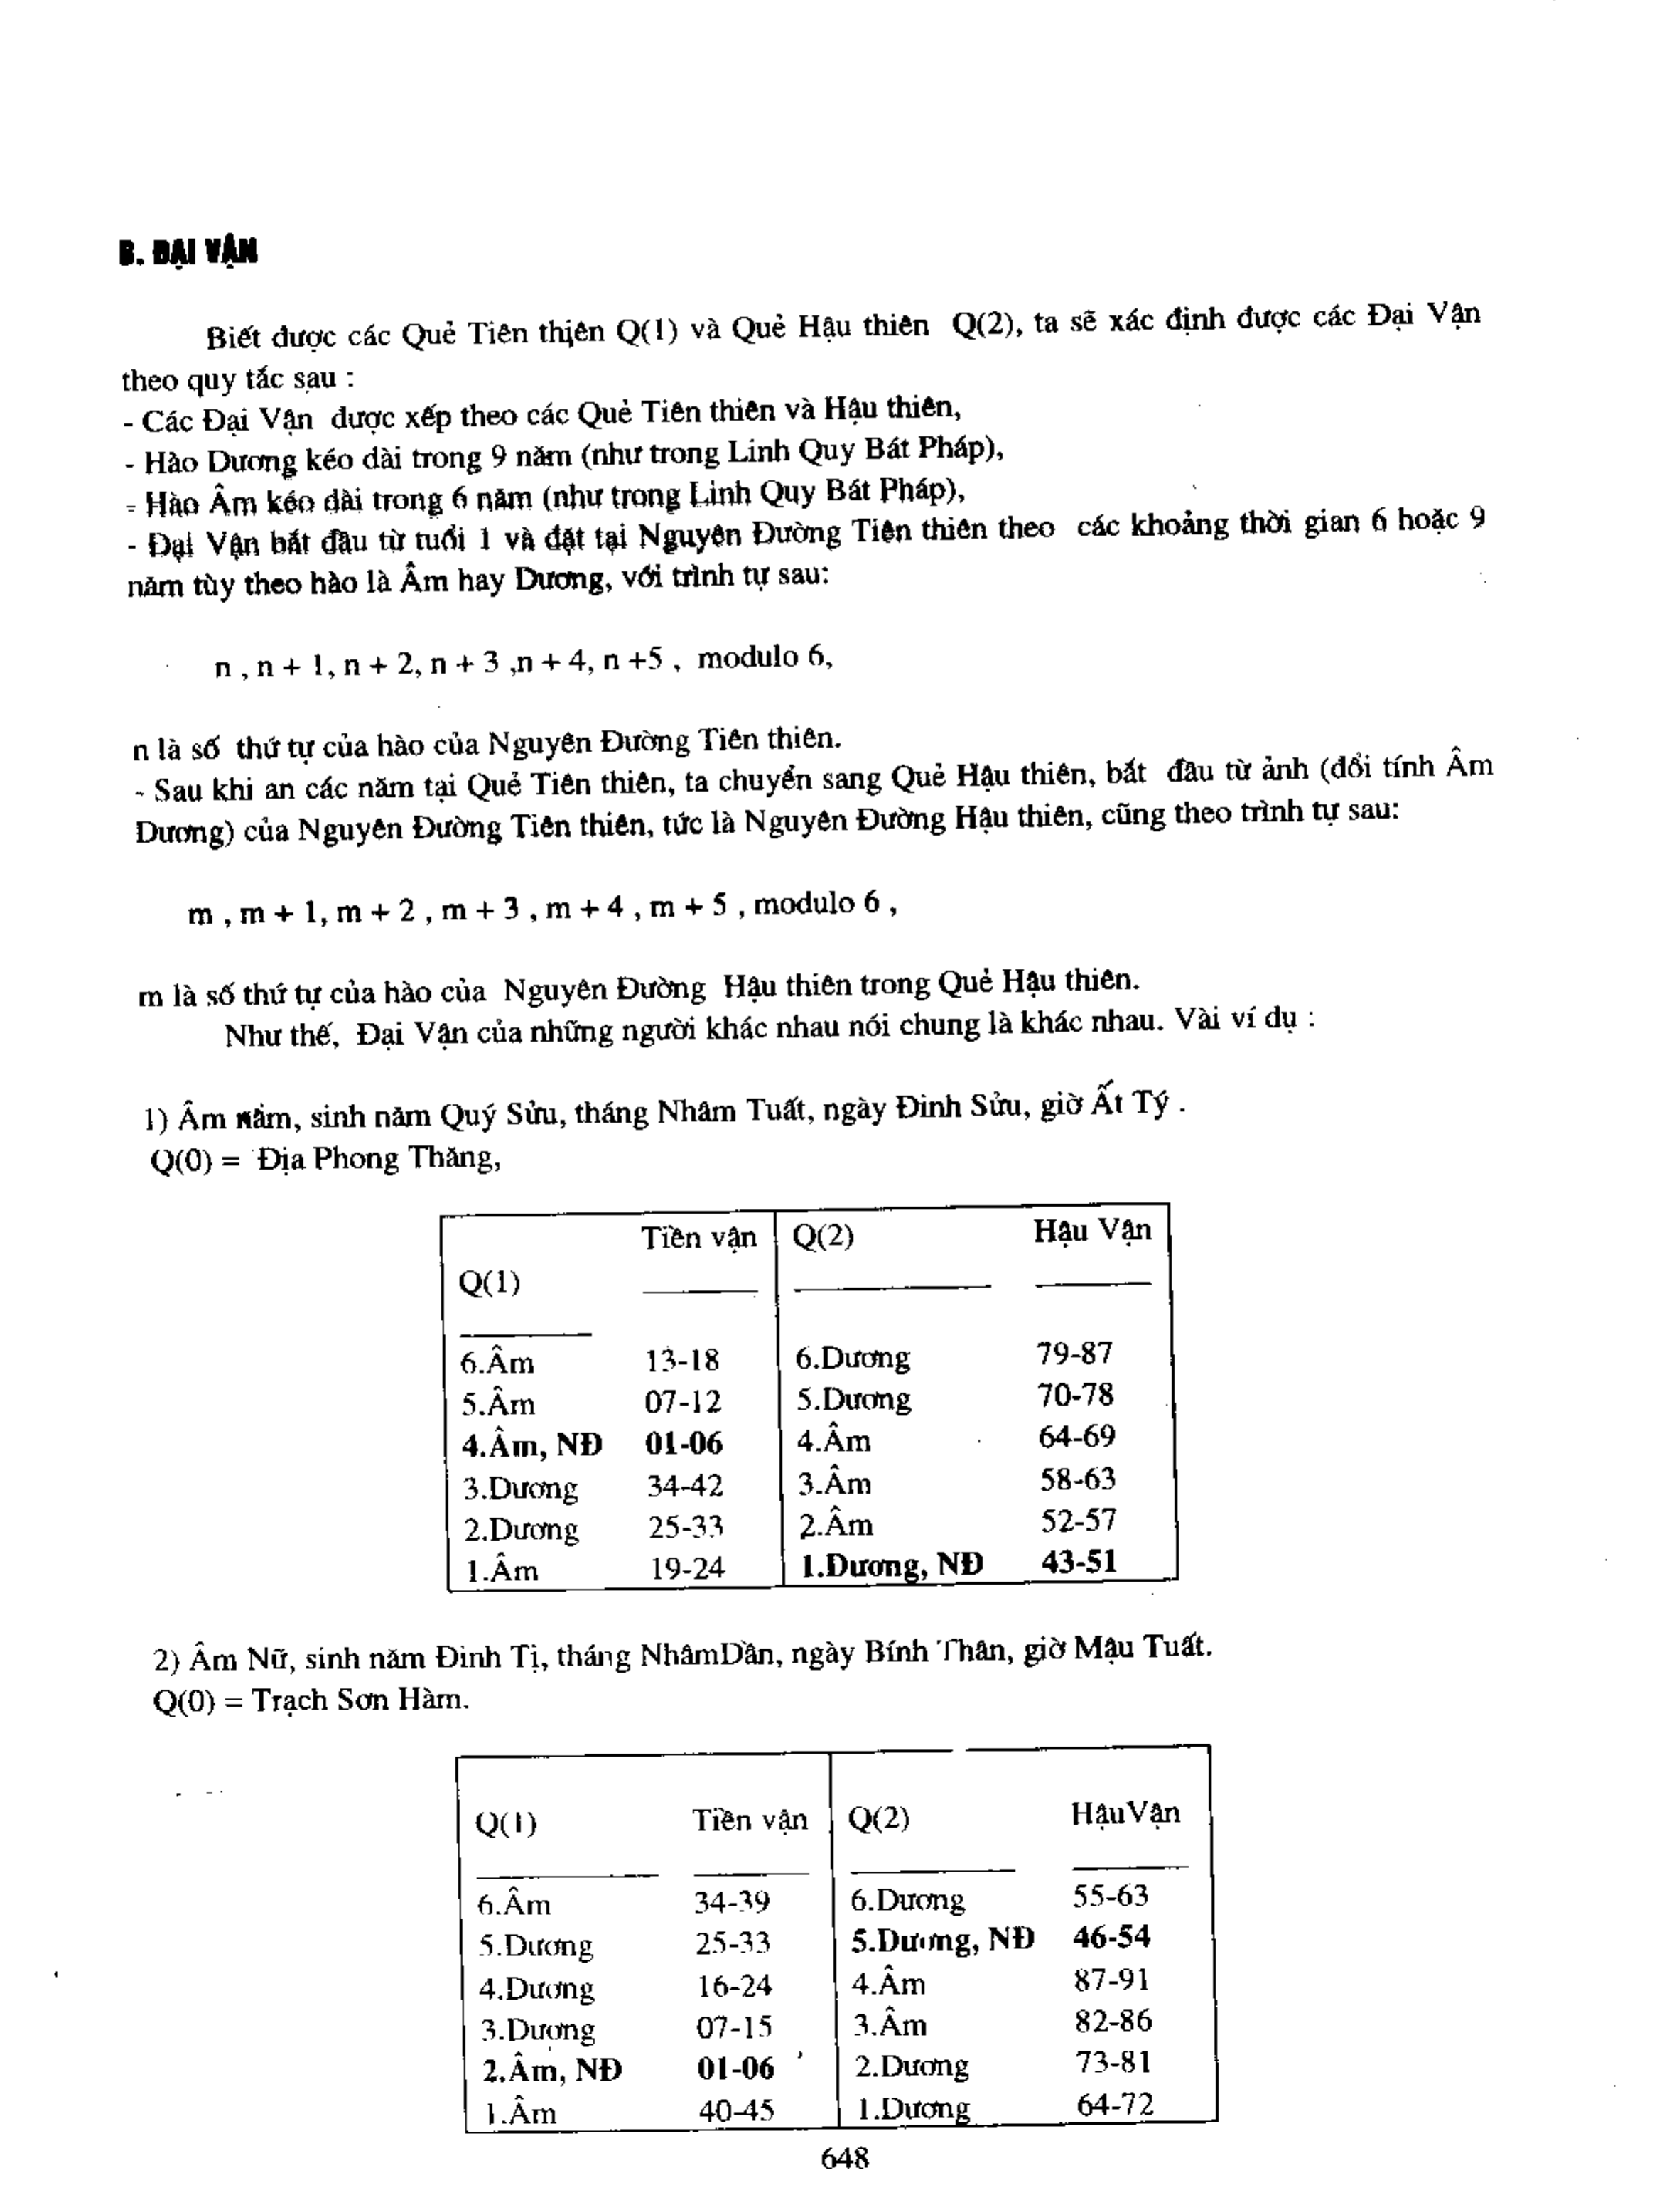 B. ĐẠI VẬN
Biết được các Quẻ Tiên thiên Q(1) và Quẻ Hậu thiên Q(2), ta sẽ xác định được các Đại Vận
theo quy tắc sau :
- Các Đại Vận được xếp theo các Quẻ Tiên thiên và Hậu thiên,
- Hào Dương kéo dài trong 9 năm (như trong Linh Quy Bát Pháp),
- Hào Âm kéo dài trong 6 năm (như trong Linh Quy Bát Pháp),
- Đại Vận bắt đầu từ tuổi 1 và đặt tại Nguyên Đường Tiên thiên theo các khoảng thời gian 6 hoặc 9
năm tùy theo hào là Âm hay Dương, với trình tự sau:
n , n + 1, n + 2, n + 3 ,n + 4, n +5 , modulo 6,
n là số thứ tự của hào của Nguyên Đường Tiên thiên.
- Sau khi an các năm tại Quẻ Tiên thiên, ta chuyển sang Quẻ Hậu thiên, bắt đầu từ ảnh (đổi tính Âm
Dương) của Nguyên Đường Tiên thiên, tức là Nguyên Đường Hậu thiên, cũng theo trình tự sau:
m , m + 1, m + 2 , m + 3 , m + 4 , m + 5 , modulo 6 ,
m là số thứ tự của hào của Nguyên Đường Hậu thiên trong Quẻ Hậu thiên.
Như thế, Đại Vận của những người khác nhau nói chung là khác nhau. Vài ví dụ :
1) Âm nằm, sinh năm Quý Sửu, tháng Nhâm Tuất, ngày Đinh Sửu, giờ Ất Tý .
Q(0) = Địa Phong Thăng,
Tiền vận Q(2) Hậu Vận
Q(1)
6.Âm 13-18 6.Dương 79-87
5.Âm 07-12 5.Dương 70-78
4.Âm, NĐ 01-06 4.Âm 64-69
3.Dương 34-42 3.Âm 58-63
2.Dương 25-33 2.Âm 52-57
1.Âm 19-24 1.Dương, NĐ 43-51
2) Âm Nữ, sinh năm Đinh Tị, tháng NhâmDần, ngày Bính Thân, giờ Mậu Tuất.
Q(0) = Trạch Sơn Hàm.
Q(1) Tiền vận Q(2) HậuVận
6.Âm 34-39 6.Dương 55-63
5.Dương 25-33 5.Dương, NĐ 46-54
4.Dương 16-24 4.Âm 87-91
3.Dương 07-15 3.Âm 82-86
2.Âm, NĐ 01-06 2.Dương 73-81
1.Âm 40-45 1.Dương 64-72
648